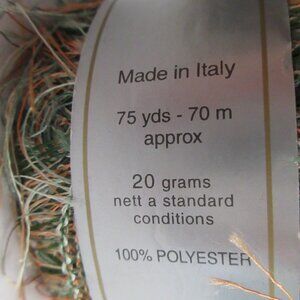 Made in Italy
75 yds - 70 m
approx
20 grams
nett a standard
conditions
100% POLYESTER